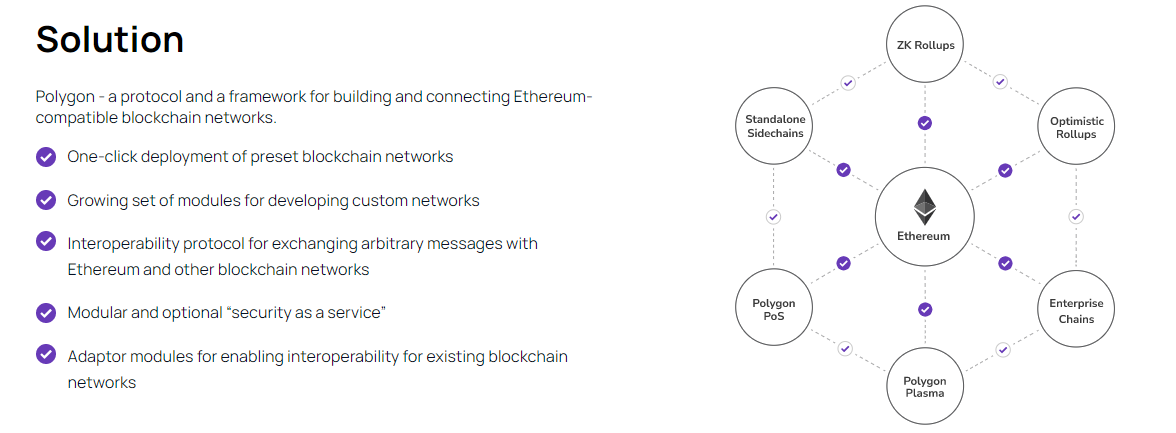 Solution
Polygon - a protocol and a framework for building and connecting Ethereum-
compatible blockchain networks.
One-click deployment of preset blockchain networks
Growing set of modules for developing custom networks
Interoperability protocol for exchanging arbitrary messages with
Ethereum and other blockchain networks
Modular and optional “security as a service”
Adaptor modules for enabling interoperability for existing blockchain
networks
ZK Rollups
Standalone
Sidechains
Optimistic
Rollups
Ethereum
Polygon
PoS
Enterprise
Chains
Polygon
Plasma